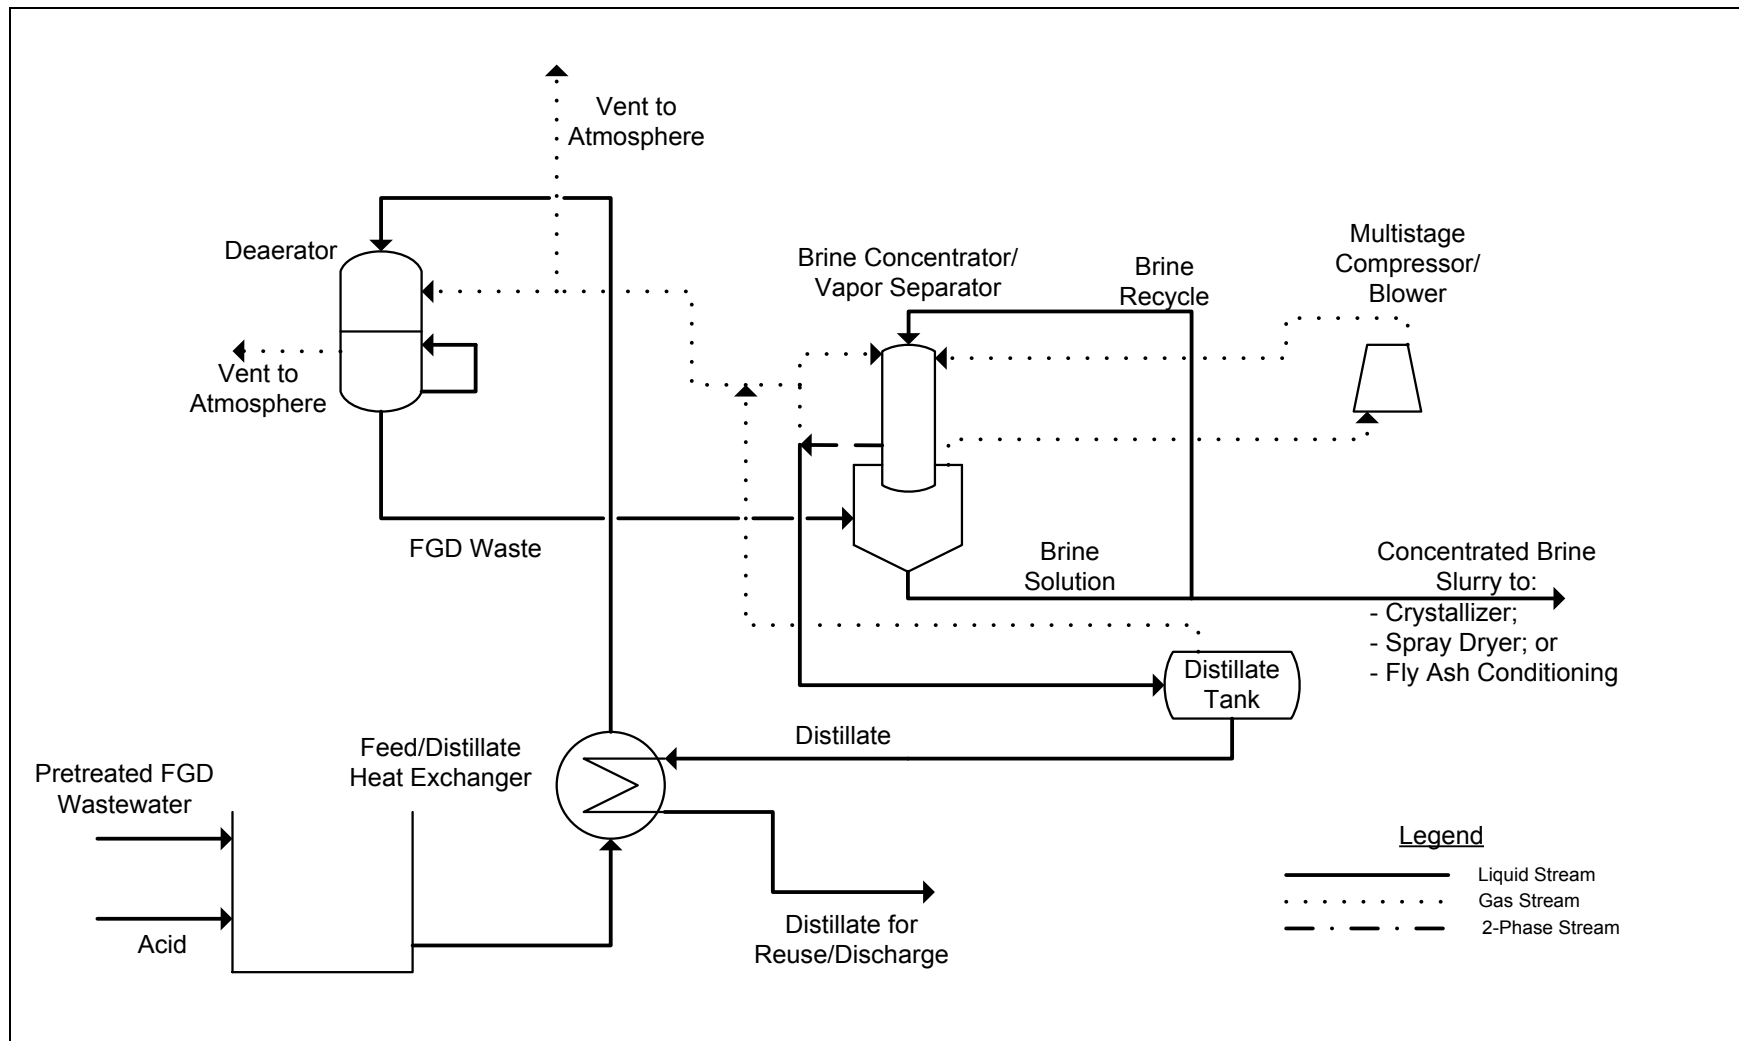 Vent to
Atmosphere
Deaerator
Vent to
Atmosphere
Brine Concentrator/
Vapor Separator
Brine
Recycle
Multistage
Compressor/
Blower
FGD Waste
Brine
Solution
Concentrated Brine
Slurry to:
- Crystallizer;
- Spray Dryer; or
- Fly Ash Conditioning
Distillate
Tank
Distillate
Feed/Distillate
Heat Exchanger
Pretreated FGD
Wastewater
Acid
Distillate for
Reuse/Discharge
Legend
Liquid Stream
Gas Stream
2-Phase Stream